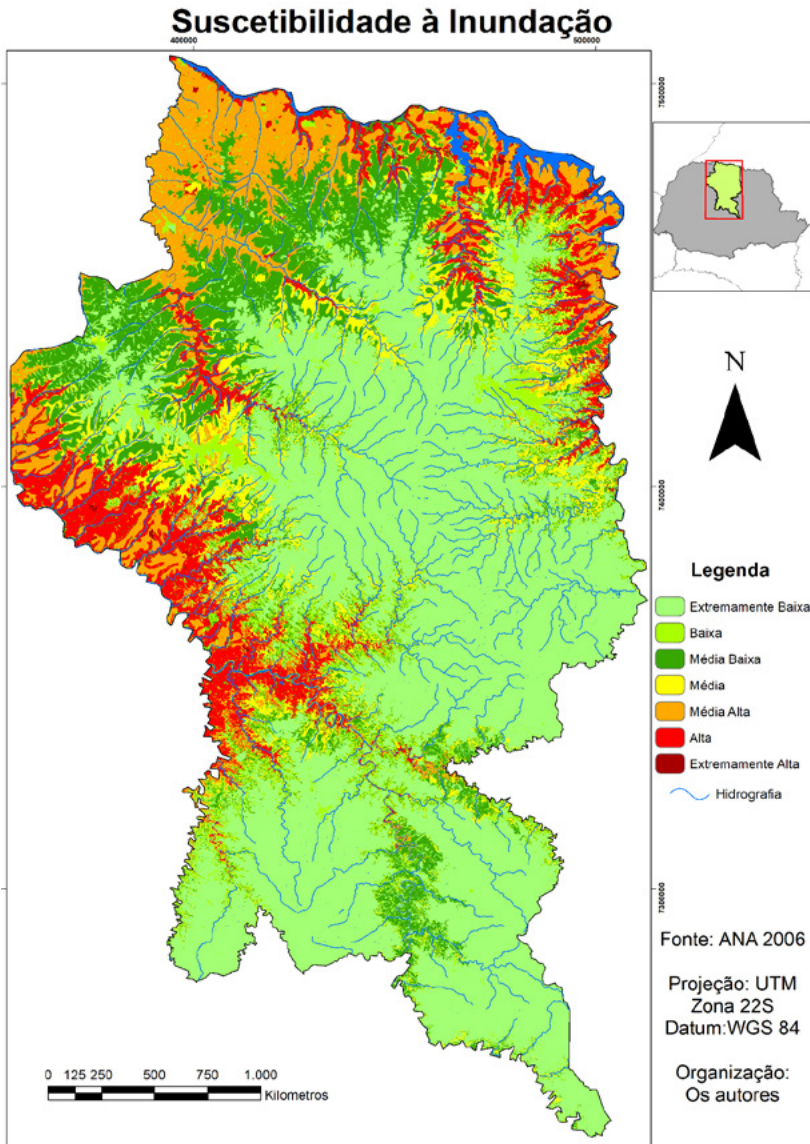 Suscetibilidade à Inundação
400000
500000
7500000
7400000
7300000
N
Legenda
Extremamente Baixa
Baixa
Média Baixa
Média
Média Alta
Alta
Extremamente Alta
Hidrografia
Fonte: ANA 2006
Projeção: UTM
Zona 22S
Datum:WGS 84
Organização:
Os autores
0 125 250 500 750 1.000
Kilometros